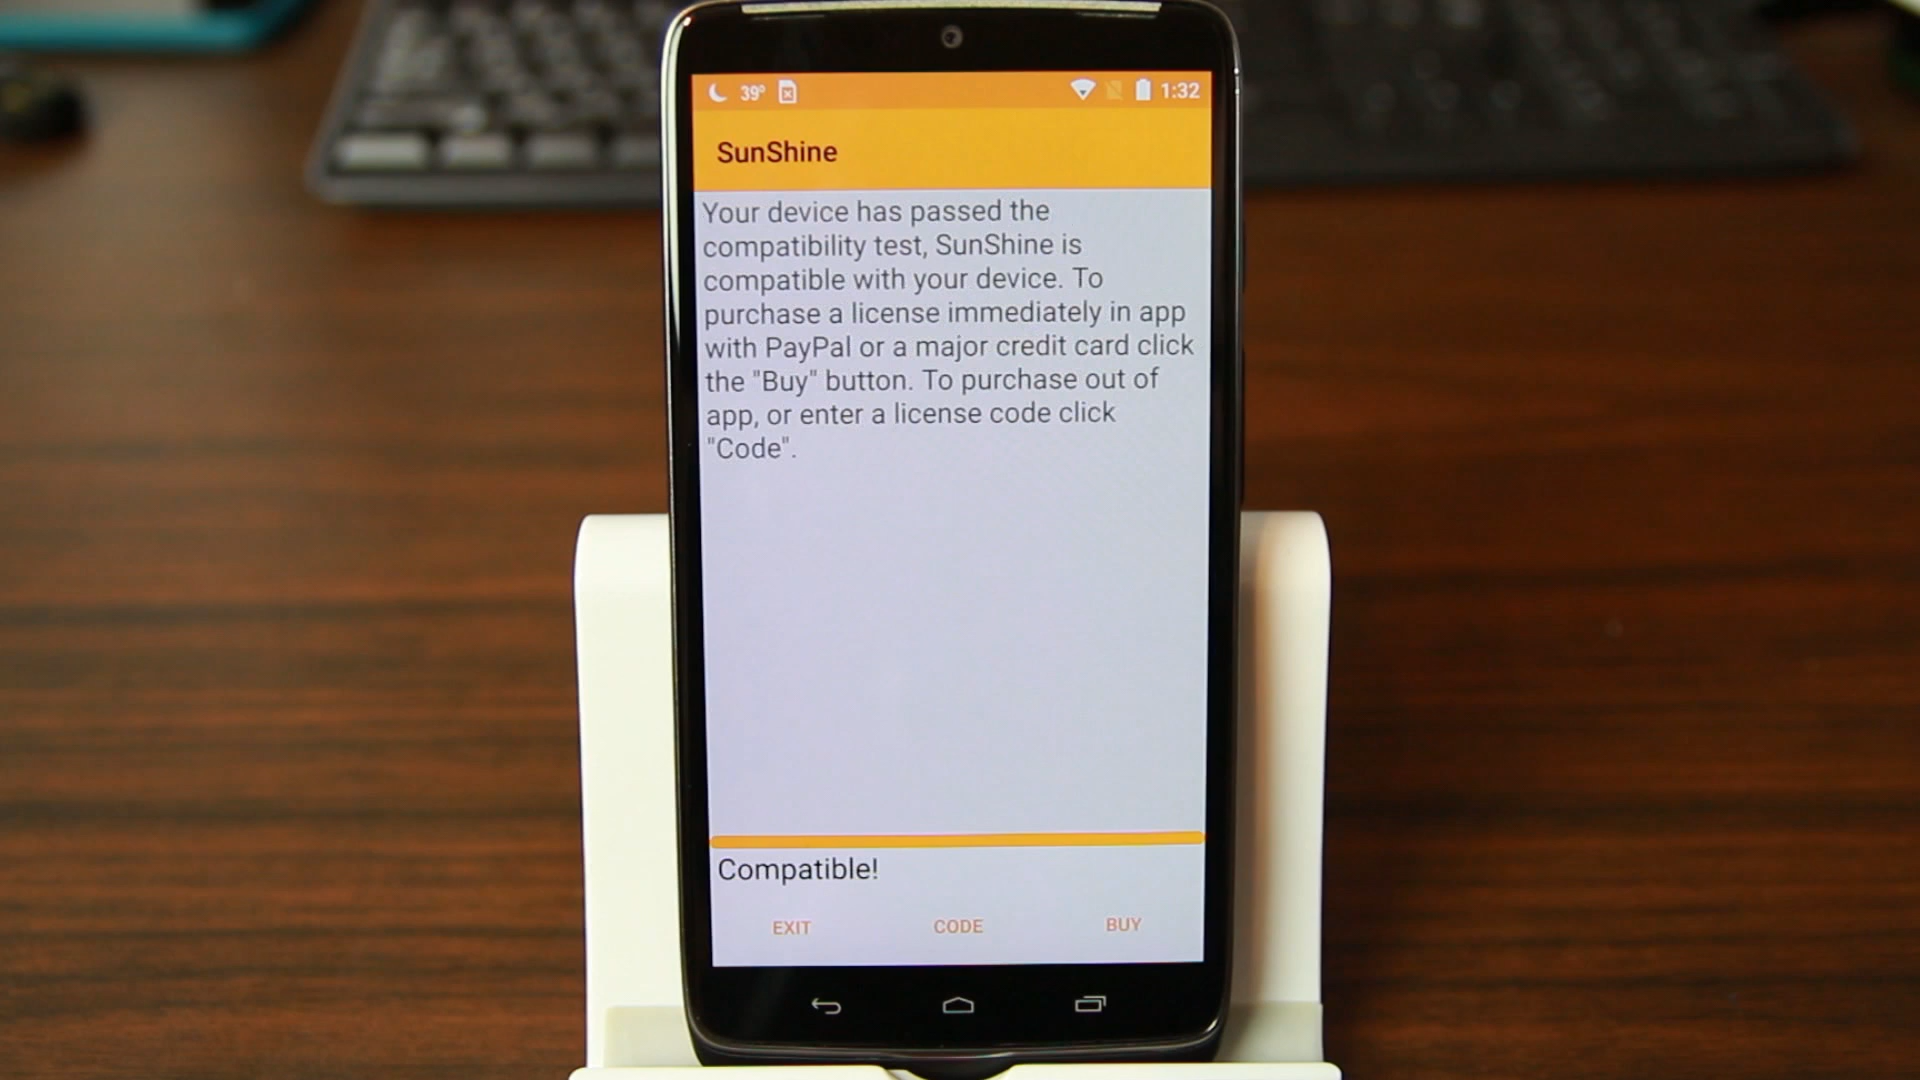 39° 1:32
SunShine
Your device has passed the
compatibility test, SunShine is
compatible with your device. To
purchase a license immediately in app
with PayPal or a major credit card click
the "Buy" button. To purchase out of
app, or enter a license code click
"Code".
Compatible!
EXIT CODE BUY